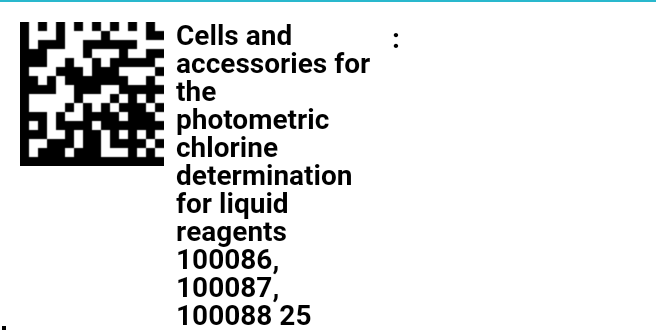 Cells and
accessories for
the
photometric
chlorine
determination
for liquid
reagents
100086,
100087,
100088 25
: